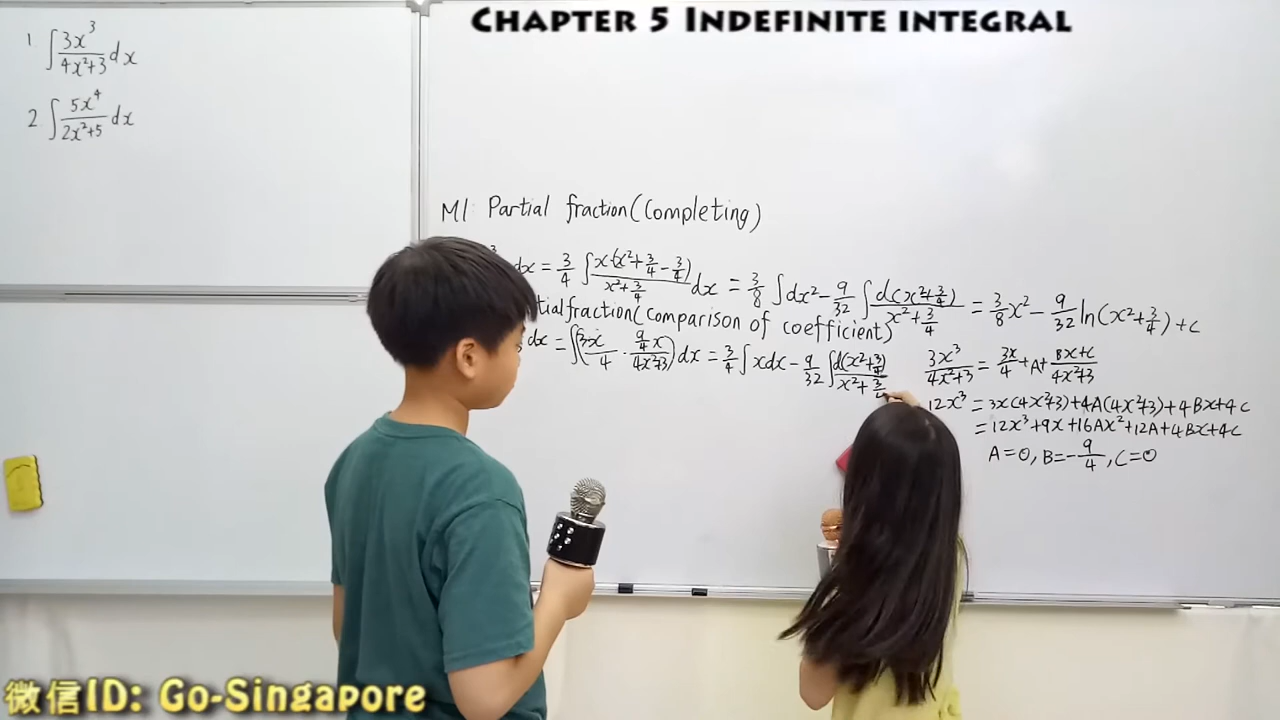 CHAPTER 5 INDEFINITE INTEGRAL
1 ∫ 3x³/(4x²+3) dx
2 ∫ 5x⁴/(2x²+5) dx
M1 Partial fraction (Completing)
dx = 3/4 ∫ x(x²+3/4-3/4)/(x²+3/4) dx = 3/8 ∫dx² - 9/32 ∫ d(x²+3/4)/(x²+3/4) = 3/8 x² - 9/32 ln(x²+3/4)+c
fraction (comparison of coefficient)
dx = ∫(3x/4 - (9/4 x)/(4x²+3)) dx = 3/4 ∫xdx - 9/32 ∫ d(x²+3/4)/(x²+3/4)
3x³/(4x²+3) = 3x/4 + A + (Bx+C)/(4x²+3)
12x³ = 3x(4x²+3)+4A(4x²+3)+4Bx+4C
= 12x³+9x+16Ax²+12A+4Bx+4C
A=0, B=-9/4, C=0
微信ID: Go-Singapore